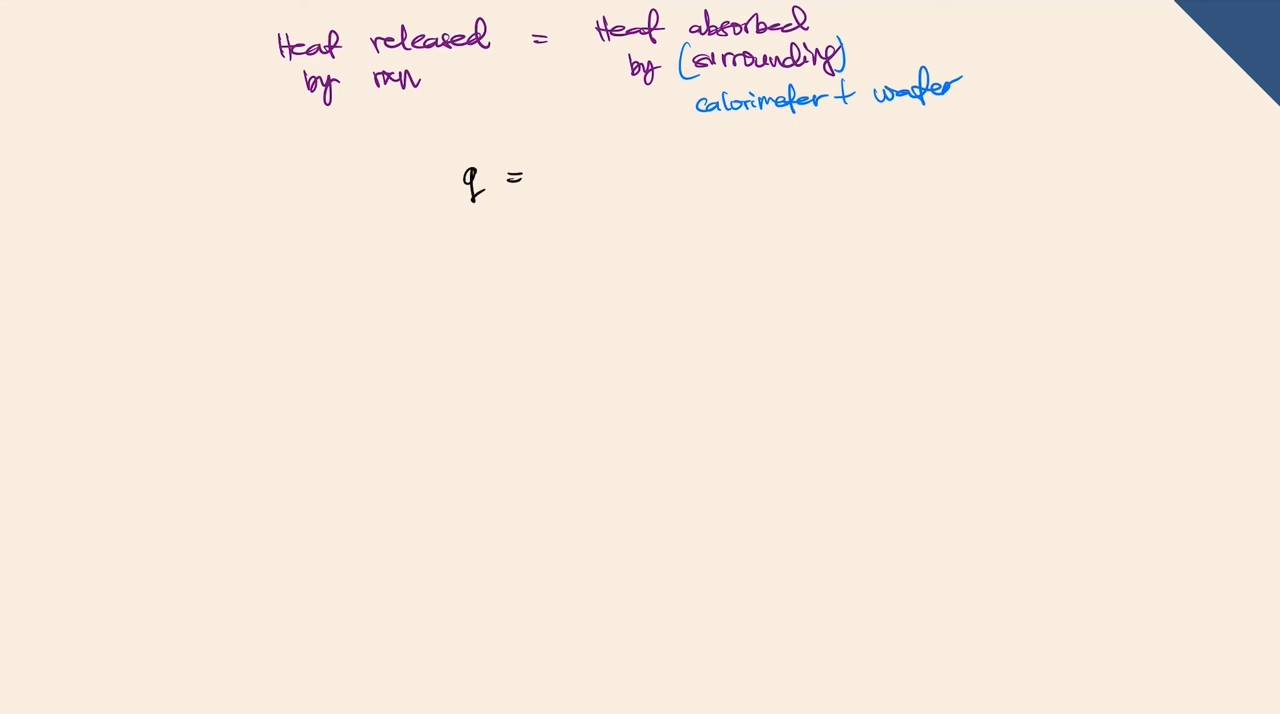 Heat released = Heat absorbed
by rxn by (surrounding)
calorimeter + water
q =